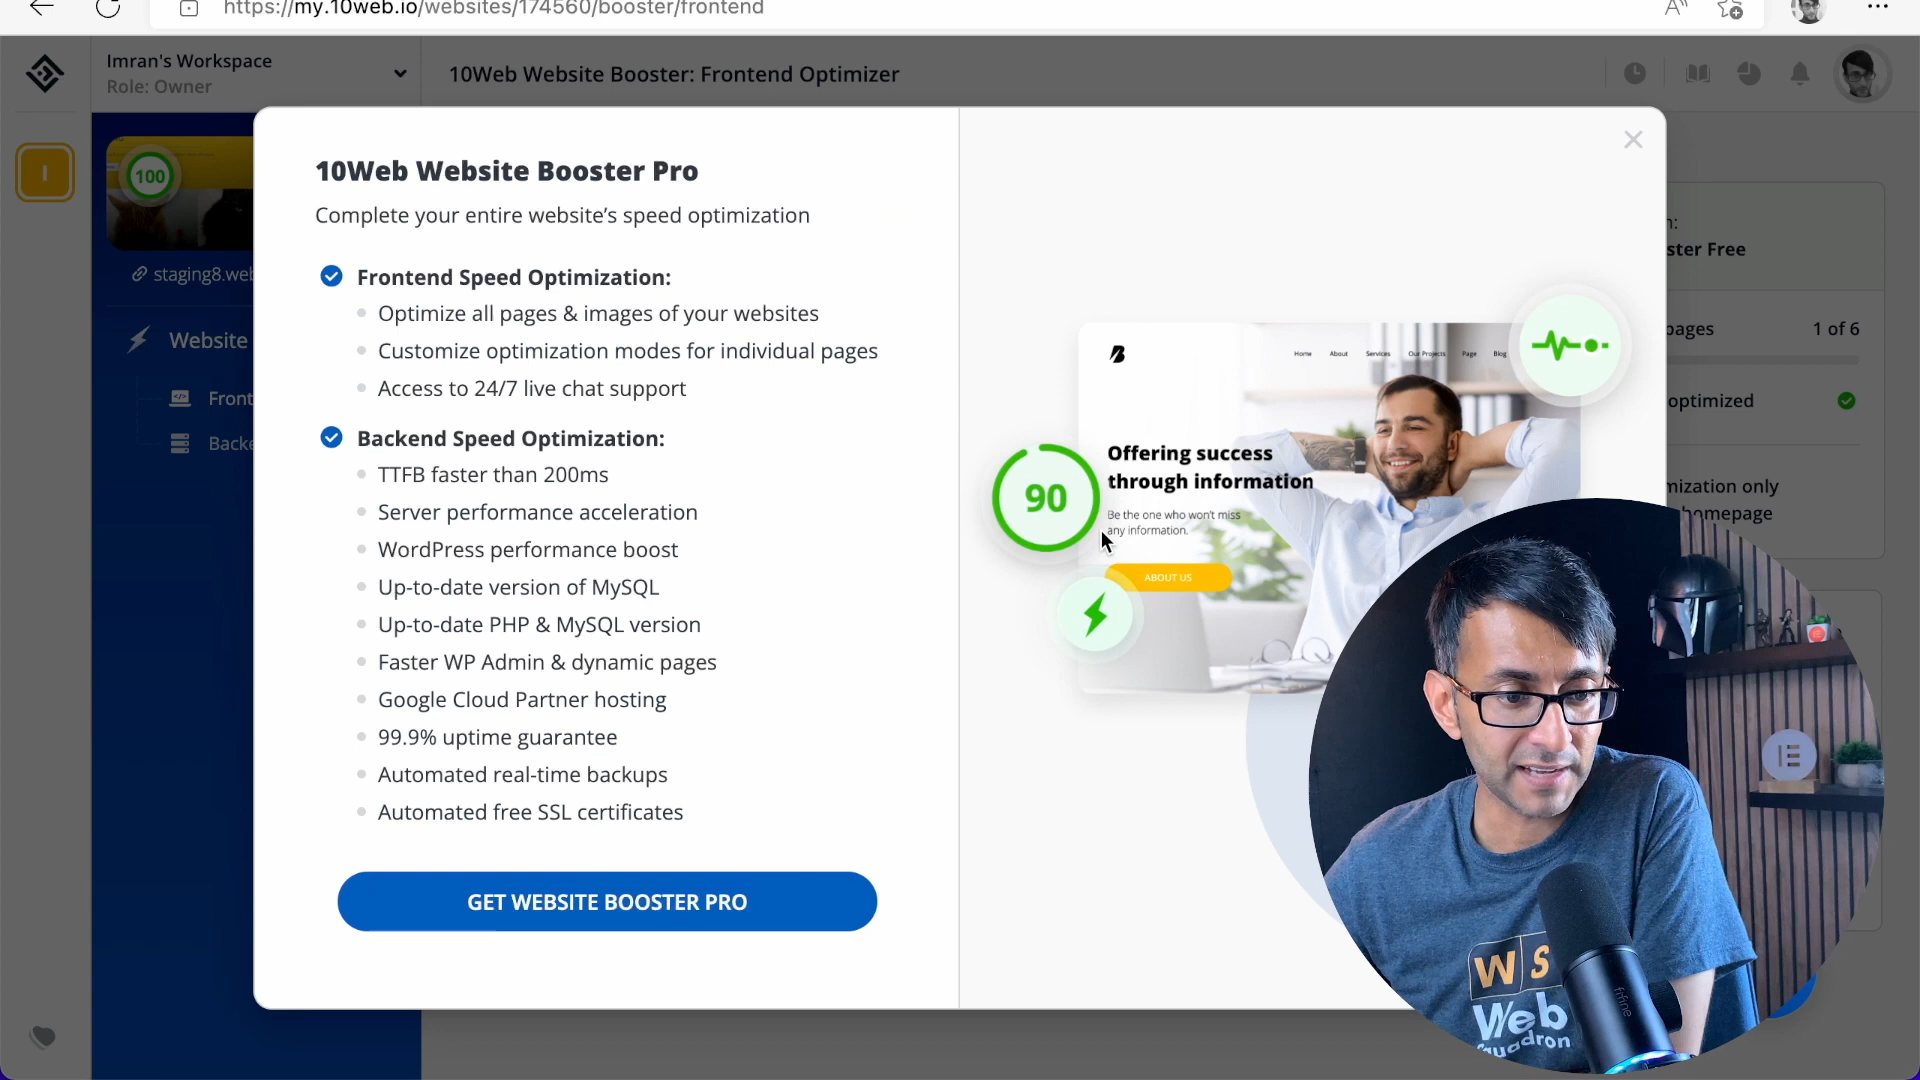 https://my.10web.io/websites/174560/booster/frontend
Imran's Workspace
Role: Owner
10Web Website Booster: Frontend Optimizer
I
100
staging8.web
Website
Front
Backe
10Web Website Booster Pro
Complete your entire website's speed optimization
Frontend Speed Optimization:
Optimize all pages & images of your websites
Customize optimization modes for individual pages
Access to 24/7 live chat support
Backend Speed Optimization:
TTFB faster than 200ms
Server performance acceleration
WordPress performance boost
Up-to-date version of MySQL
Up-to-date PHP & MySQL version
Faster WP Admin & dynamic pages
Google Cloud Partner hosting
99.9% uptime guarantee
Automated real-time backups
Automated free SSL certificates
GET WEBSITE BOOSTER PRO
Home About Services Our Projects Page Blog
90
Offering success
through information
Be the one who won't miss
any information.
ABOUT US
n:
ster Free
pages 1 of 6
optimized
mization only
homepage
W S
Web
quadron
fifine